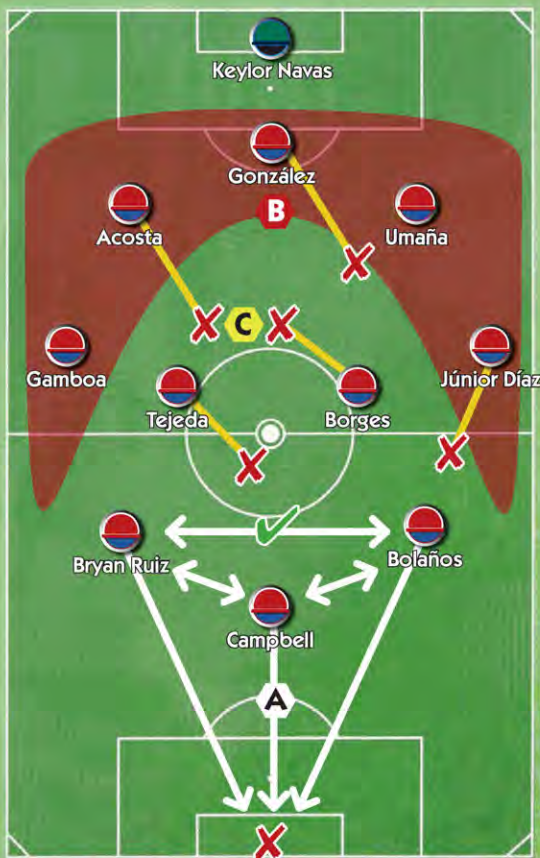 Keylor Navas
González
B
Acosta
Umaña
C
Gamboa
Júnior Díaz
Tejeda
Borges
Bryan Ruiz
Bolaños
Campbell
A